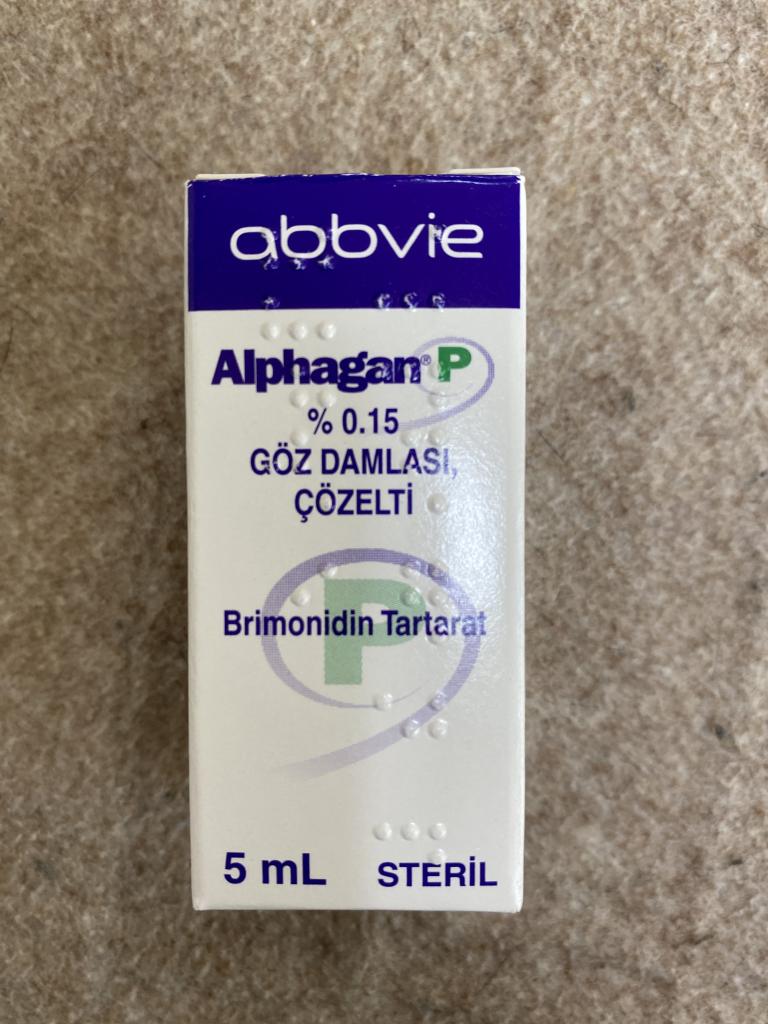 abbvie
Alphagan® P
% 0.15
GÖZ DAMLASI,
ÇÖZELTİ
Brimonidin Tartarat
P
5 mL STERİL